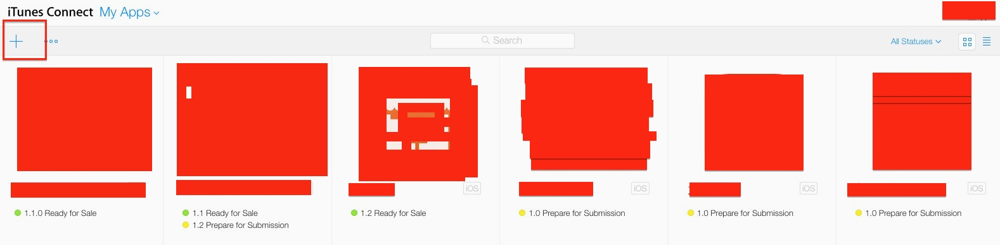 iTunes Connect My Apps
Search
All Statuses
iOS
iOS
iOS
iOS
1.1.0 Ready for Sale
1.1 Ready for Sale
1.2 Prepare for Submission
1.2 Ready for Sale
1.0 Prepare for Submission
1.0 Prepare for Submission
1.0 Prepare for Submission